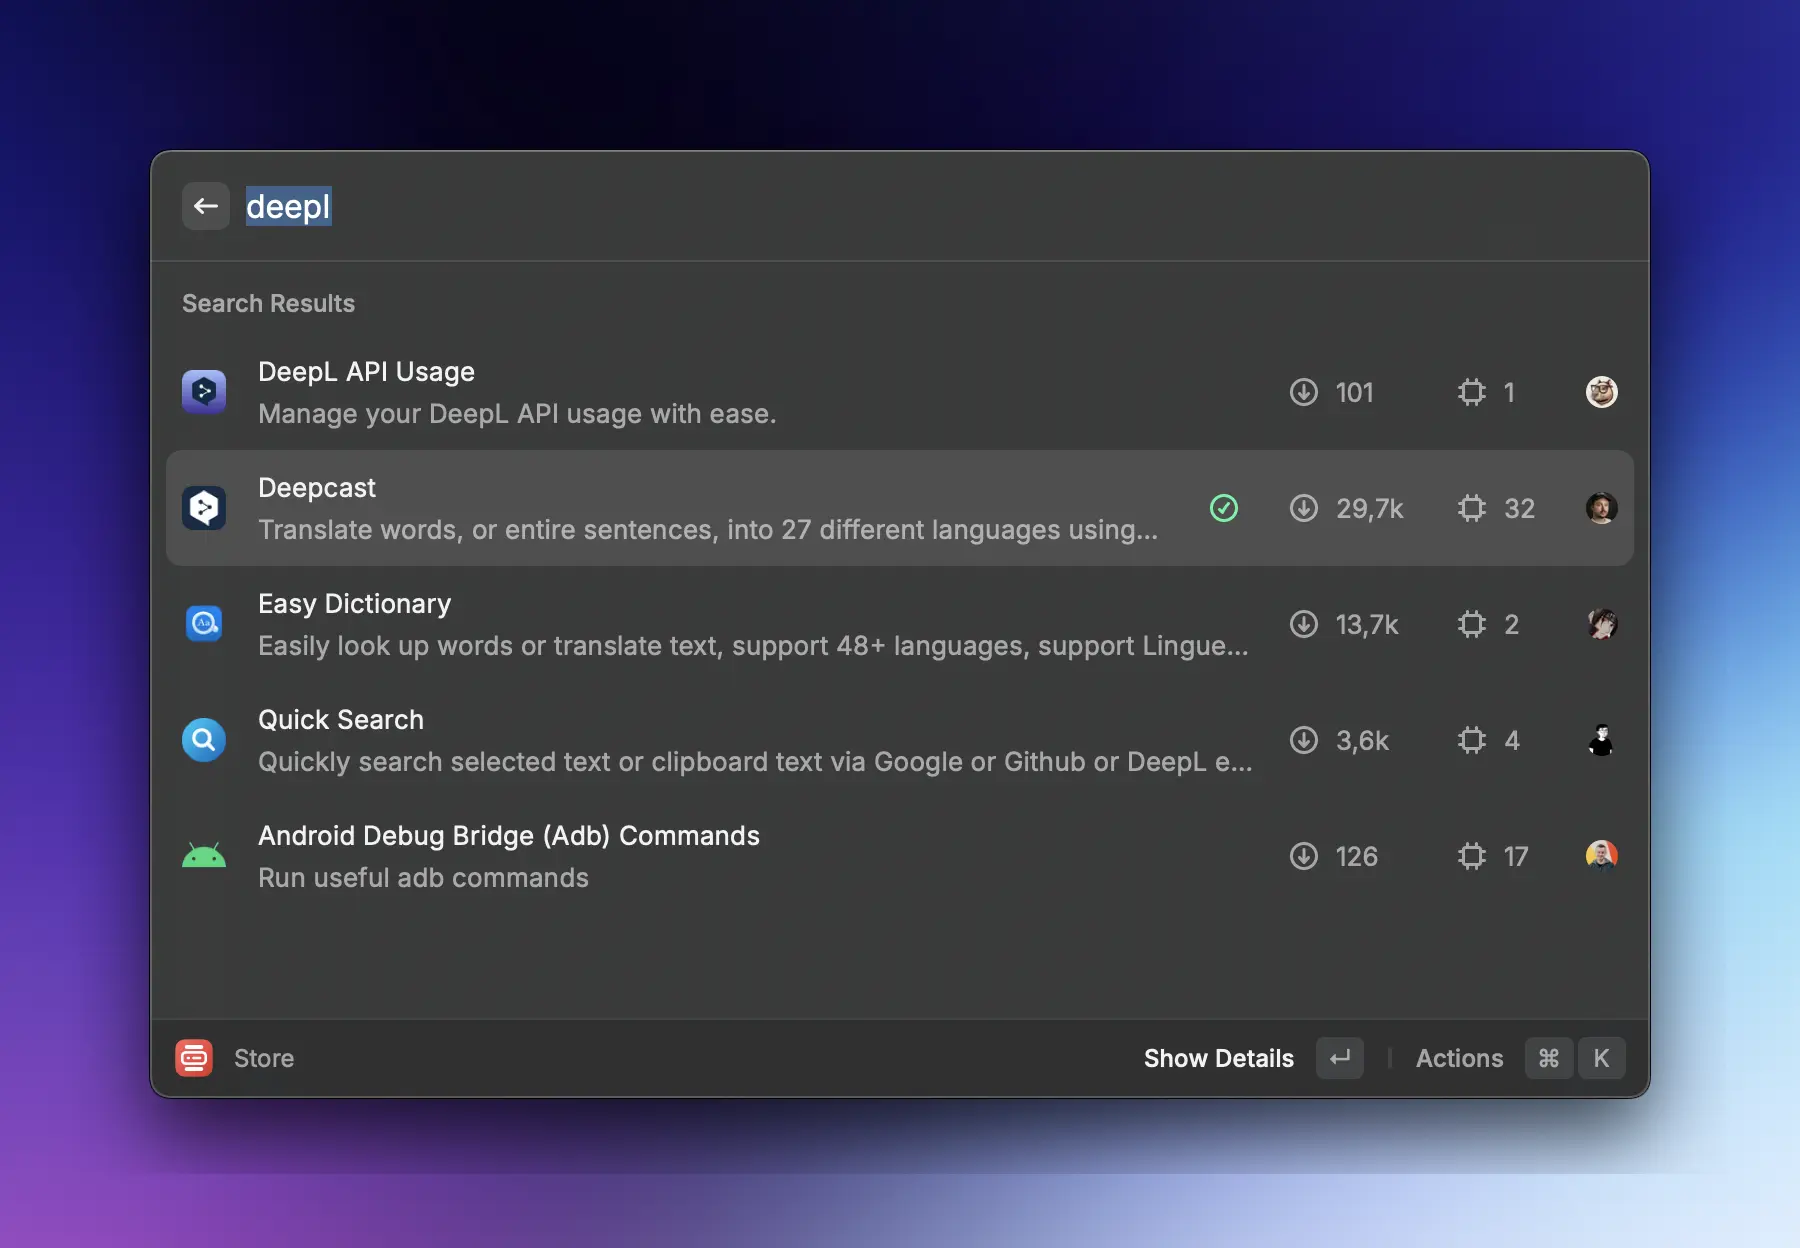 deepl
Search Results
DeepL API Usage
Manage your DeepL API usage with ease.
101
1
Deepcast
Translate words, or entire sentences, into 27 different languages using...
29,7k
32
Easy Dictionary
Easily look up words or translate text, support 48+ languages, support Lingue...
13,7k
2
Quick Search
Quickly search selected text or clipboard text via Google or Github or DeepL e...
3,6k
4
Android Debug Bridge (Adb) Commands
Run useful adb commands
126
17
Store
Show Details
Actions
⌘ K